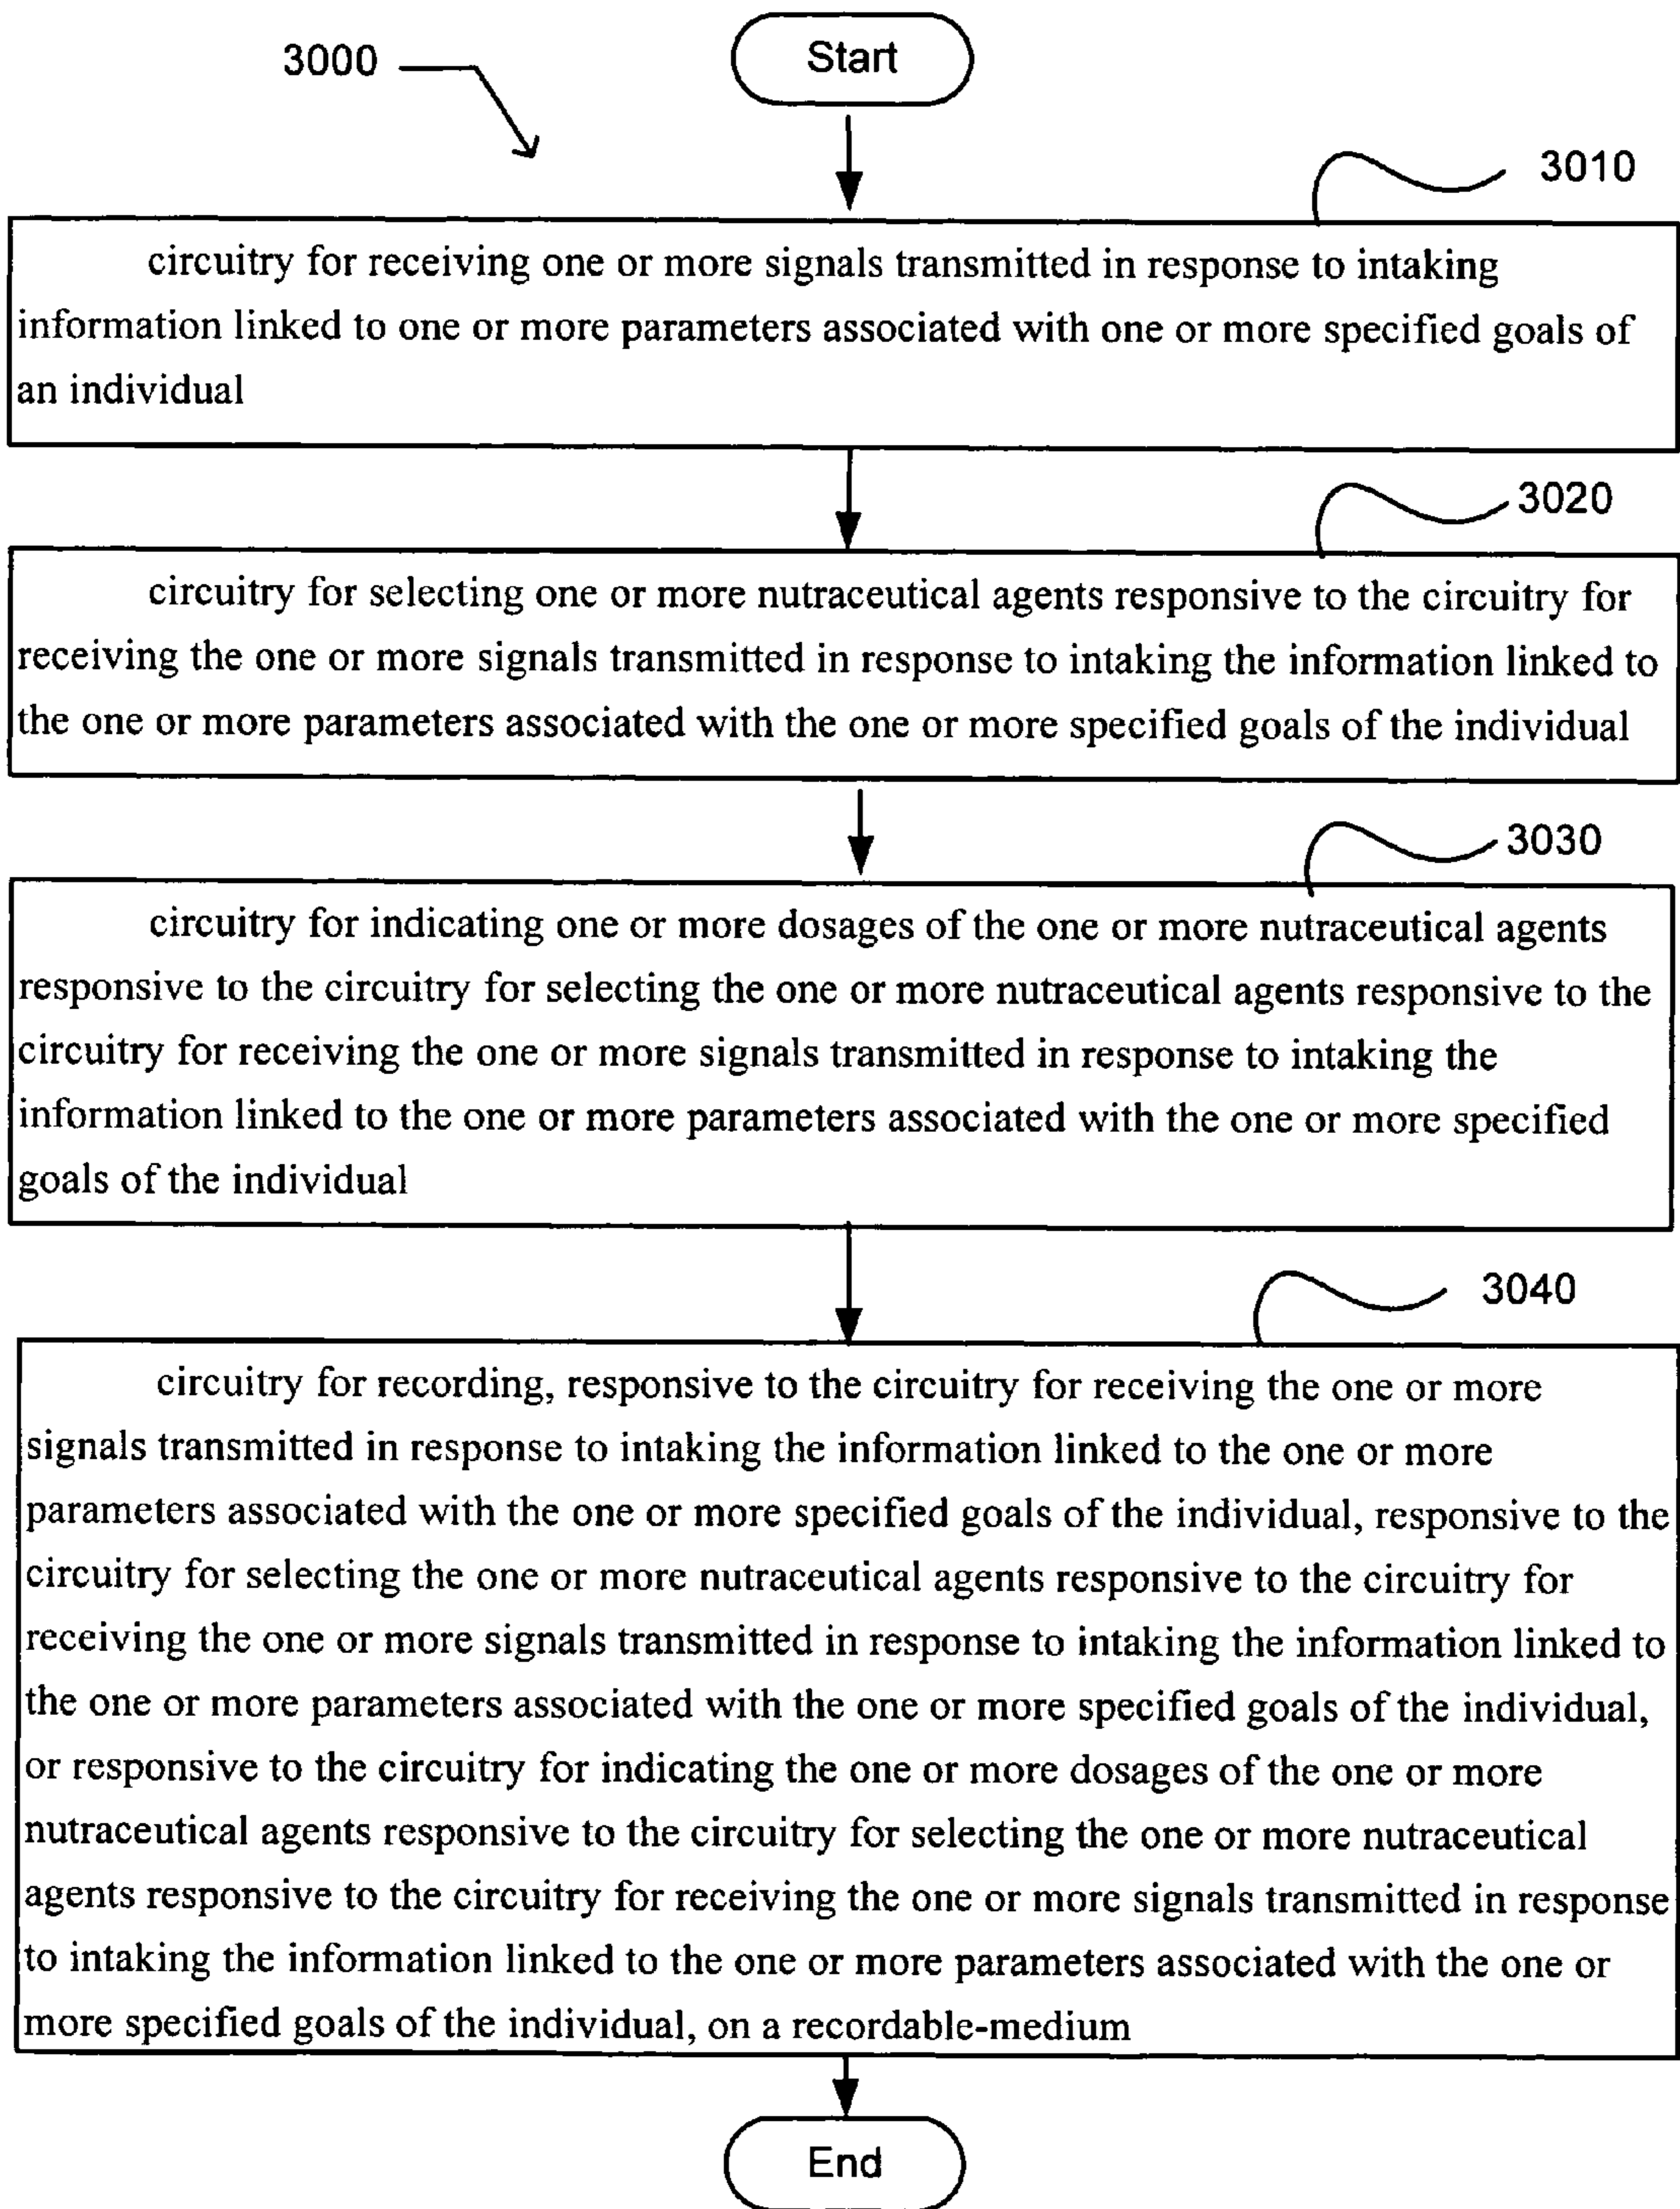 Start
3000
3010
circuitry for receiving one or more signals transmitted in response to intaking
information linked to one or more parameters associated with one or more specified goals of
an individual
3020
circuitry for selecting one or more nutraceutical agents responsive to the circuitry for
receiving the one or more signals transmitted in response to intaking the information linked to
the one or more parameters associated with the one or more specified goals of the individual
3030
circuitry for indicating one or more dosages of the one or more nutraceutical agents
responsive to the circuitry for selecting the one or more nutraceutical agents responsive to the
circuitry for receiving the one or more signals transmitted in response to intaking the
information linked to the one or more parameters associated with the one or more specified
goals of the individual
3040
circuitry for recording, responsive to the circuitry for receiving the one or more
signals transmitted in response to intaking the information linked to the one or more
parameters associated with the one or more specified goals of the individual, responsive to the
circuitry for selecting the one or more nutraceutical agents responsive to the circuitry for
receiving the one or more signals transmitted in response to intaking the information linked to
the one or more parameters associated with the one or more specified goals of the individual,
or responsive to the circuitry for indicating the one or more dosages of the one or more
nutraceutical agents responsive to the circuitry for selecting the one or more nutraceutical
agents responsive to the circuitry for receiving the one or more signals transmitted in response
to intaking the information linked to the one or more parameters associated with the one or
more specified goals of the individual, on a recordable-medium
End